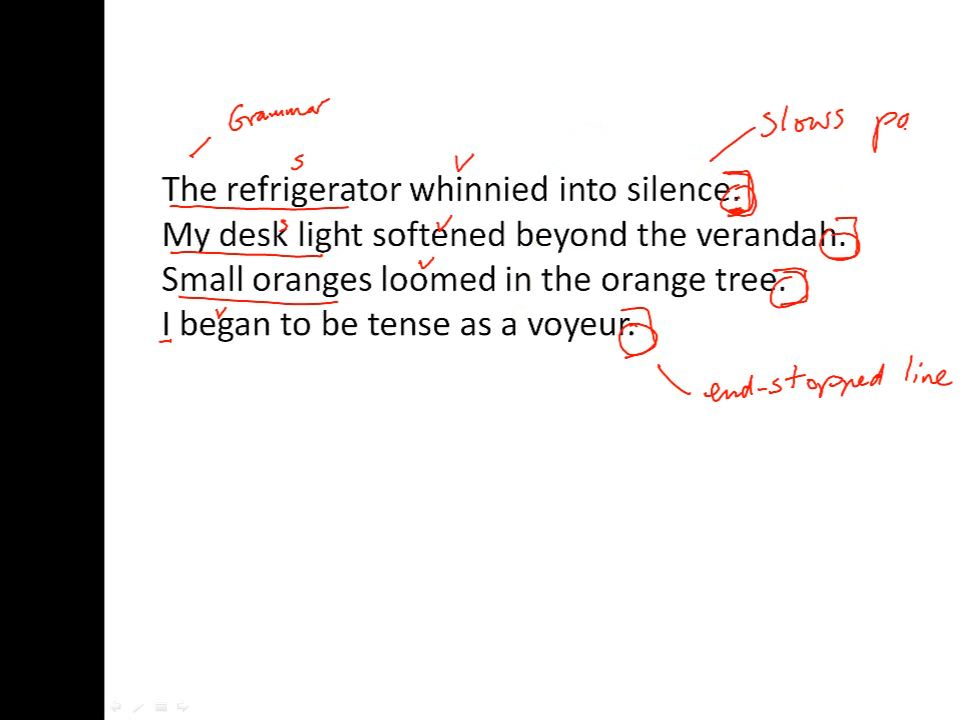 Grammar
slows pa
s v
The refrigerator whinnied into silence.
s v
My desk light softened beyond the verandah.
v
Small oranges loomed in the orange tree.
v
I began to be tense as a voyeur.
end-stopped line